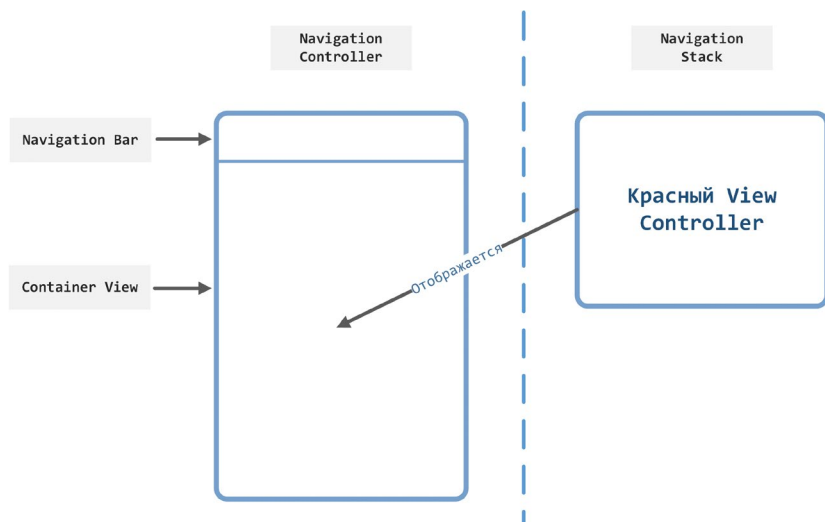 Navigation
Controller
Navigation
Stack
Navigation Bar
Красный View
Controller
Отображается
Container View